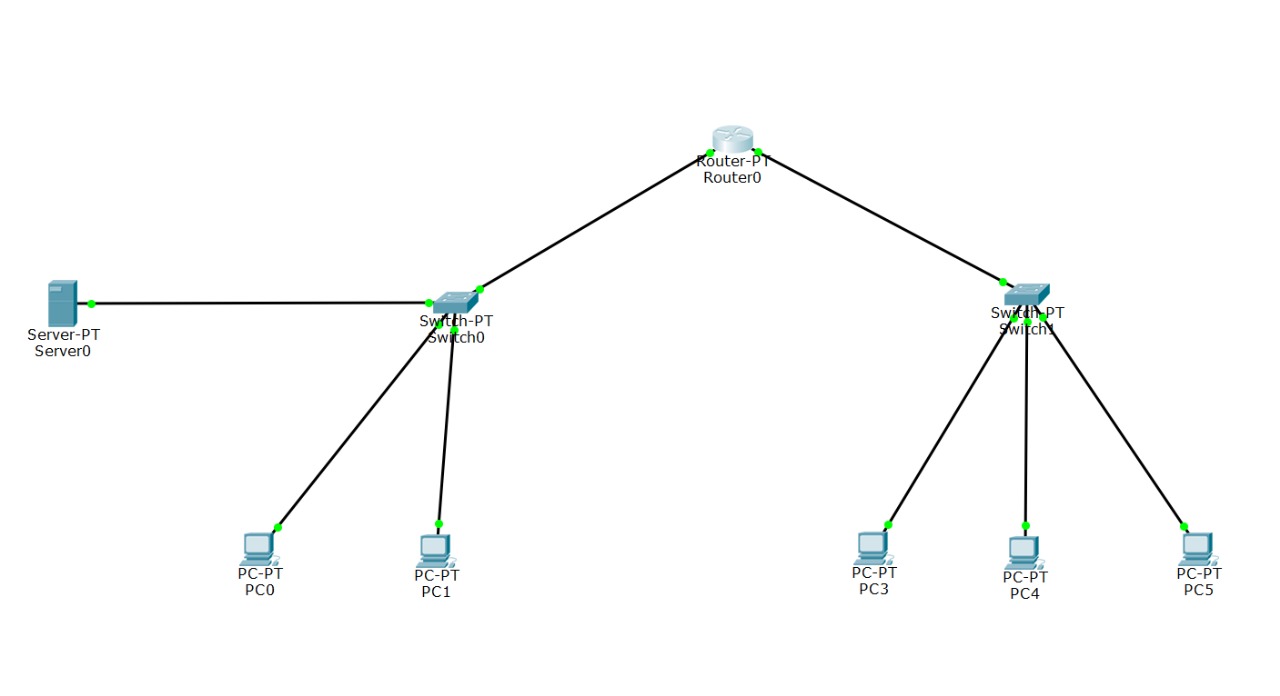 Router-PT
Router0
Server-PT
Server0
Switch-PT
Switch0
Switch-PT
Switch1
PC-PT
PC0
PC-PT
PC1
PC-PT
PC3
PC-PT
PC4
PC-PT
PC5